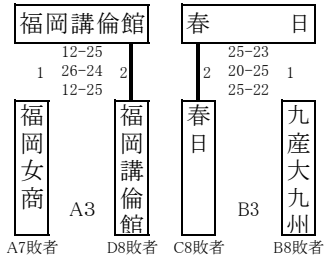 福岡講倫館
春日
12-25
1 26-24 2
12-25
25-23
2 20-25 1
25-22
福岡女商
A3
福岡講倫館
春日
B3
九産大九州
A7敗者
D8敗者
C8敗者
B8敗者